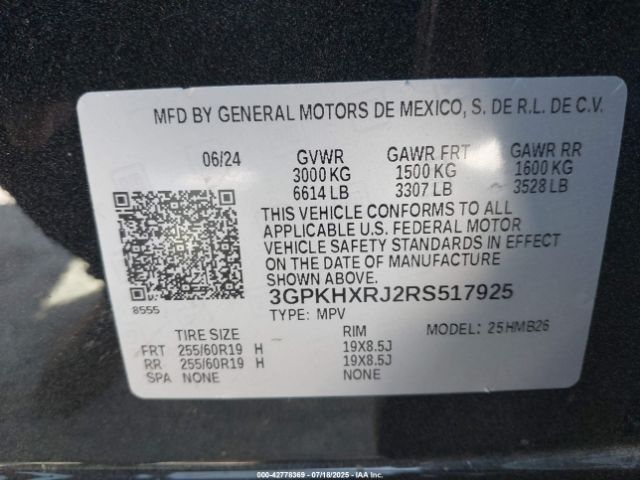 MFD BY GENERAL MOTORS DE MEXICO, S. DE R.L. DE C.V.
06/24 GVWR GAWR FRT GAWR RR
3000 KG 1500 KG 1600 KG
6614 LB 3307 LB 3528 LB
THIS VEHICLE CONFORMS TO ALL
APPLICABLE U.S. FEDERAL MOTOR
VEHICLE SAFETY STANDARDS IN EFFECT
ON THE DATE OF MANUFACTURE
SHOWN ABOVE.
8555
3GPKHXRJ2RS517925
TYPE: MPV MODEL: 25HMB26
TIRE SIZE RIM
FRT 255/60R19 H 19X8.5J
RR 255/60R19 H 19X8.5J
SPA NONE NONE
000-42778369 | 07/18/2025 - IAA Inc.